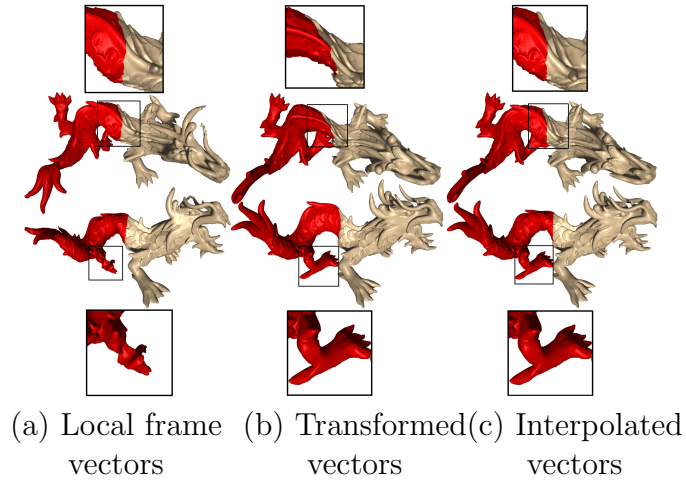 (a) Local frame (b) Transformed (c) Interpolated
vectors vectors vectors